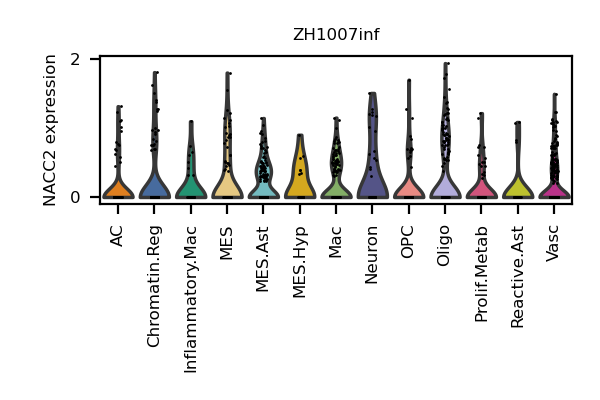 ZH1007inf
NACC2 expression
2
0
AC
Chromatin.Reg
Inflammatory.Mac
MES
MES.Ast
MES.Hyp
Mac
Neuron
OPC
Oligo
Prolif.Metab
Reactive.Ast
Vasc